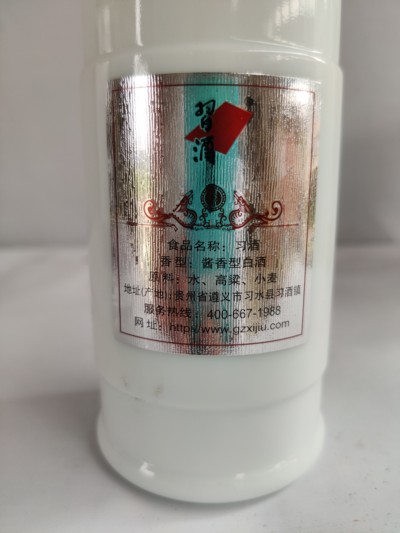 习酒
食品名称：习酒
香型：酱香型白酒
原料：水、高粱、小麦
地址(产地):贵州省遵义市习水县习酒镇
服务热线：400-667-1988
网址：http://www.gzxijiu.com